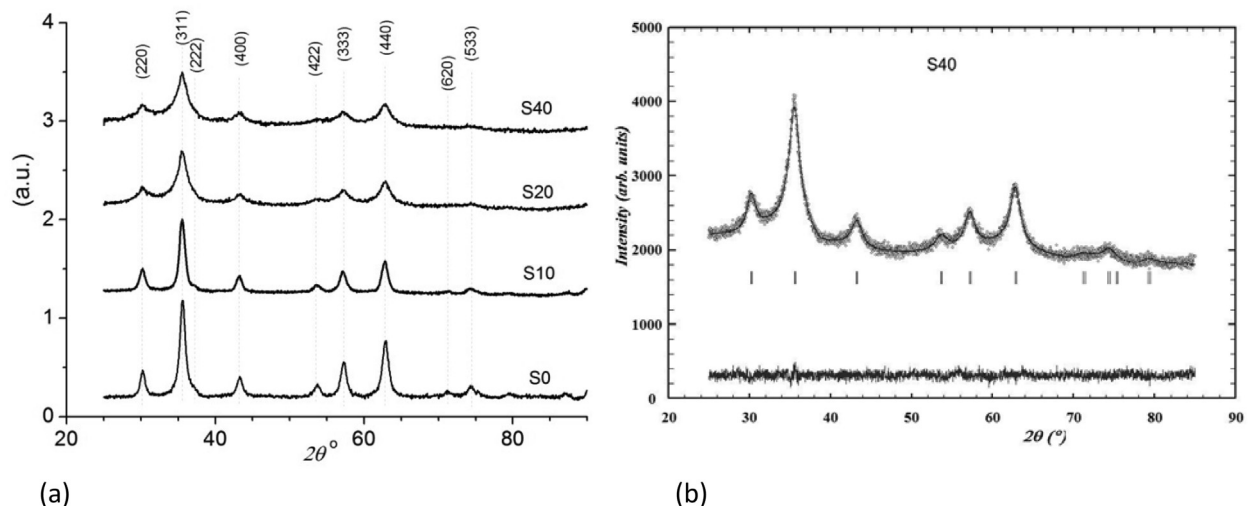 (220)
(311)
(222)
(400)
(422)
(333)
(440)
(620)
(533)
4
3
2
1
0
(a.u.)
S40
S20
S10
S0
20
40
60
80
2θ°
(a)
5000
4000
3000
2000
1000
0
Intensity (arb. units)
S40
20
30
40
50
60
70
80
90
2θ (°)
(b)